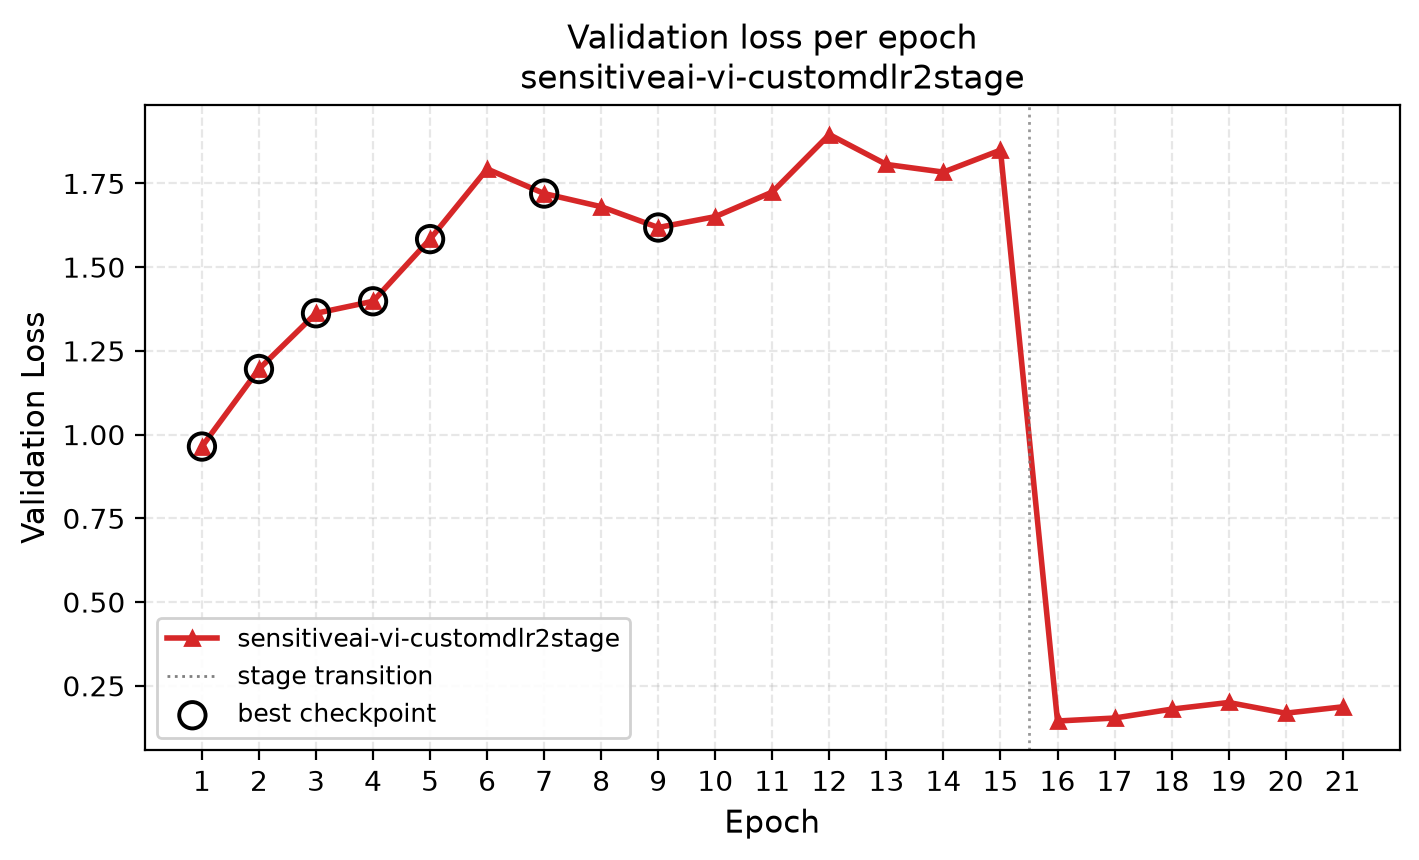 Validation loss per epoch
sensitiveai-vi-customdlr2stage
Validation Loss
1.75
1.50
1.25
1.00
0.75
0.50
0.25
sensitiveai-vi-customdlr2stage
stage transition
best checkpoint
1 2 3 4 5 6 7 8 9 10 11 12 13 14 15 16 17 18 19 20 21
Epoch